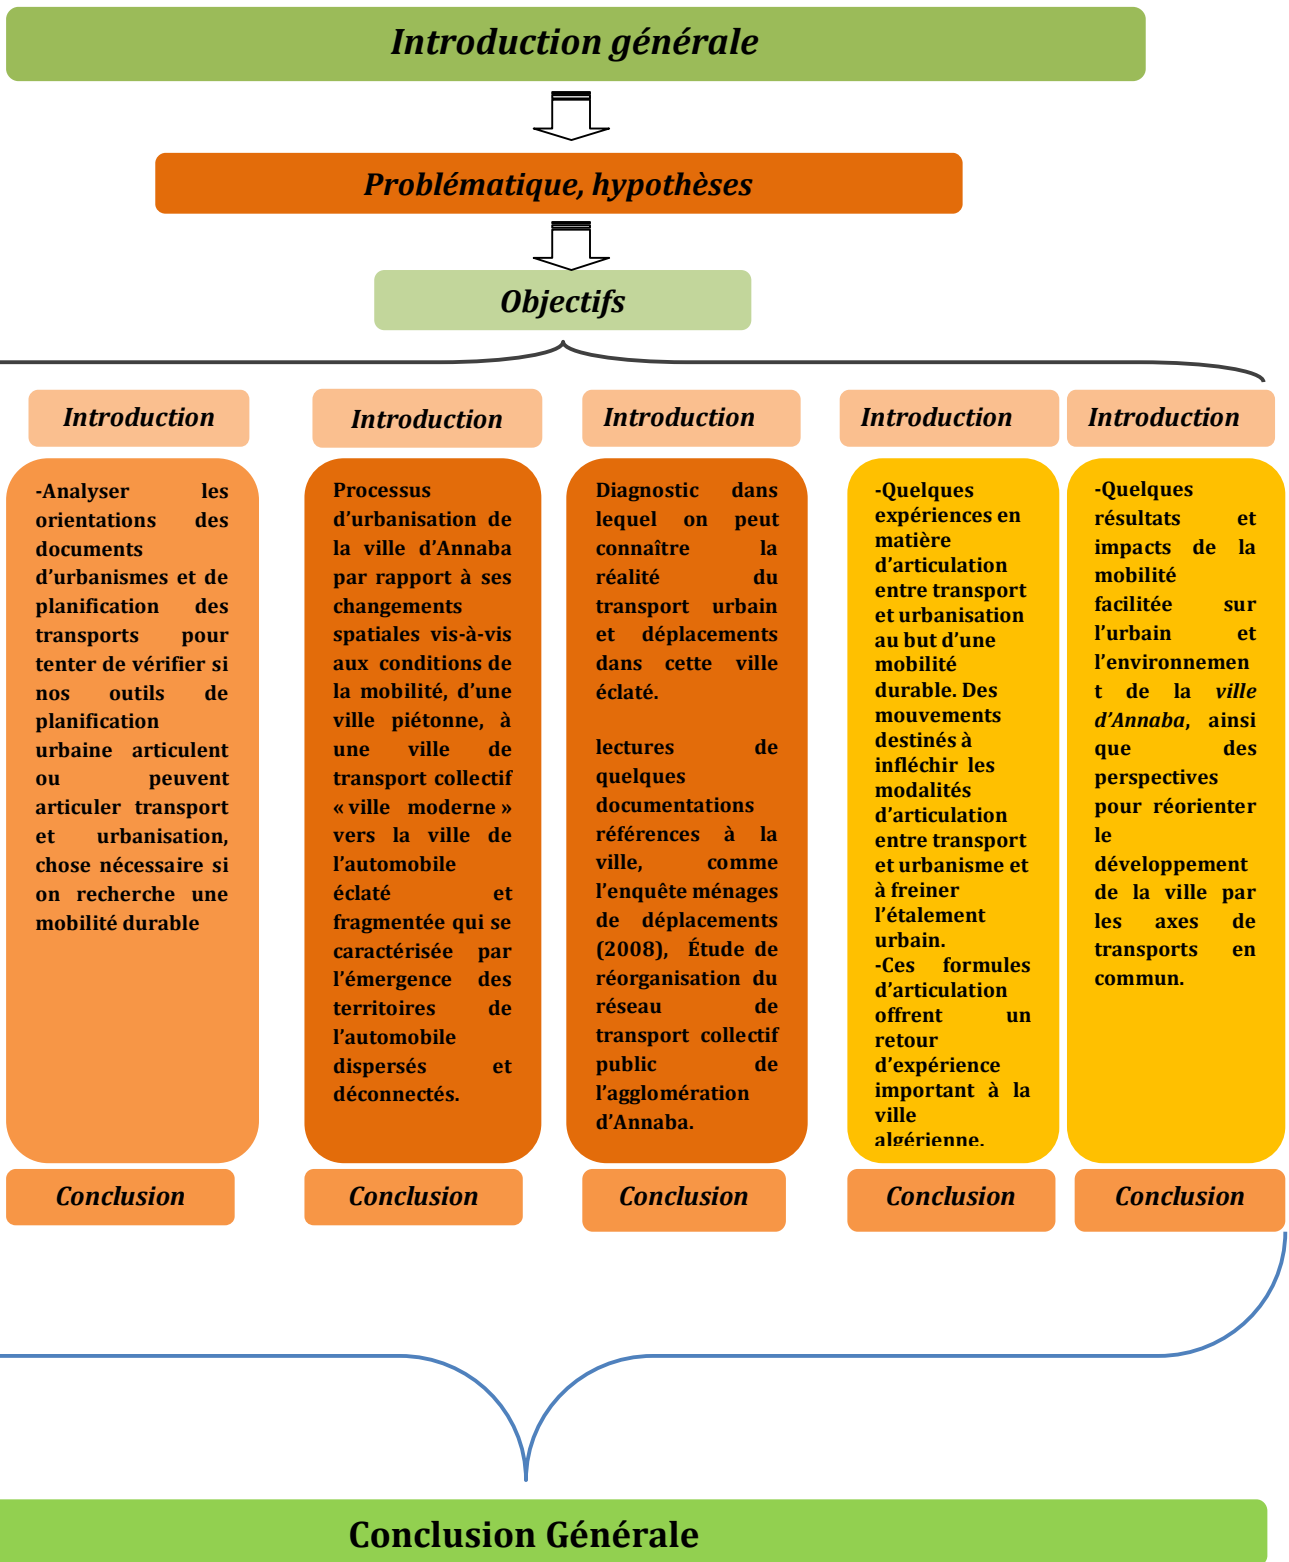 Introduction générale
Problématique, hypothèses
Objectifs
Introduction
-Analyser les
orientations des
documents
d'urbanismes et de
planification des
transports pour
tenter de vérifier si
nos outils de
planification
urbaine articulent
ou peuvent
articuler transport
et urbanisation,
chose nécessaire si
on recherche une
mobilité durable
Conclusion
Introduction
Processus
d'urbanisation de
la ville d'Annaba
par rapport à ses
changements
spatiales vis-à-vis
aux conditions de
la mobilité, d'une
ville piétonne, à
une ville de
transport collectif
« ville moderne »
vers la ville de
l'automobile
éclaté et
fragmentée qui se
caractérisée par
l'émergence des
territoires de
l'automobile
dispersés et
déconnectés.
Conclusion
Introduction
Diagnostic dans
lequel on peut
connaître la
réalité du
transport urbain
et déplacements
dans cette ville
éclaté.
lectures de
quelques
documentations
références à la
ville, comme
l'enquête ménages
de déplacements
(2008), Étude de
réorganisation du
réseau de
transport collectif
public de
l'agglomération
d'Annaba.
Conclusion
Introduction
-Quelques
expériences en
matière
d'articulation
entre transport
et urbanisation
au but d'une
mobilité
durable. Des
mouvements
destinés à
infléchir les
modalités
d'articulation
entre transport
et urbanisme et
à freiner
l'étalement
urbain.
-Ces formules
d'articulation
offrent un
retour
d'expérience
important à la
ville
algérienne.
Conclusion
Introduction
-Quelques
résultats et
impacts de la
mobilité
facilitée sur
l'urbain et
l'environnemen
t de la ville
d'Annaba, ainsi
que des
perspectives
pour réorienter
le
développement
de la ville par
les axes de
transports en
commun.
Conclusion
Conclusion Générale